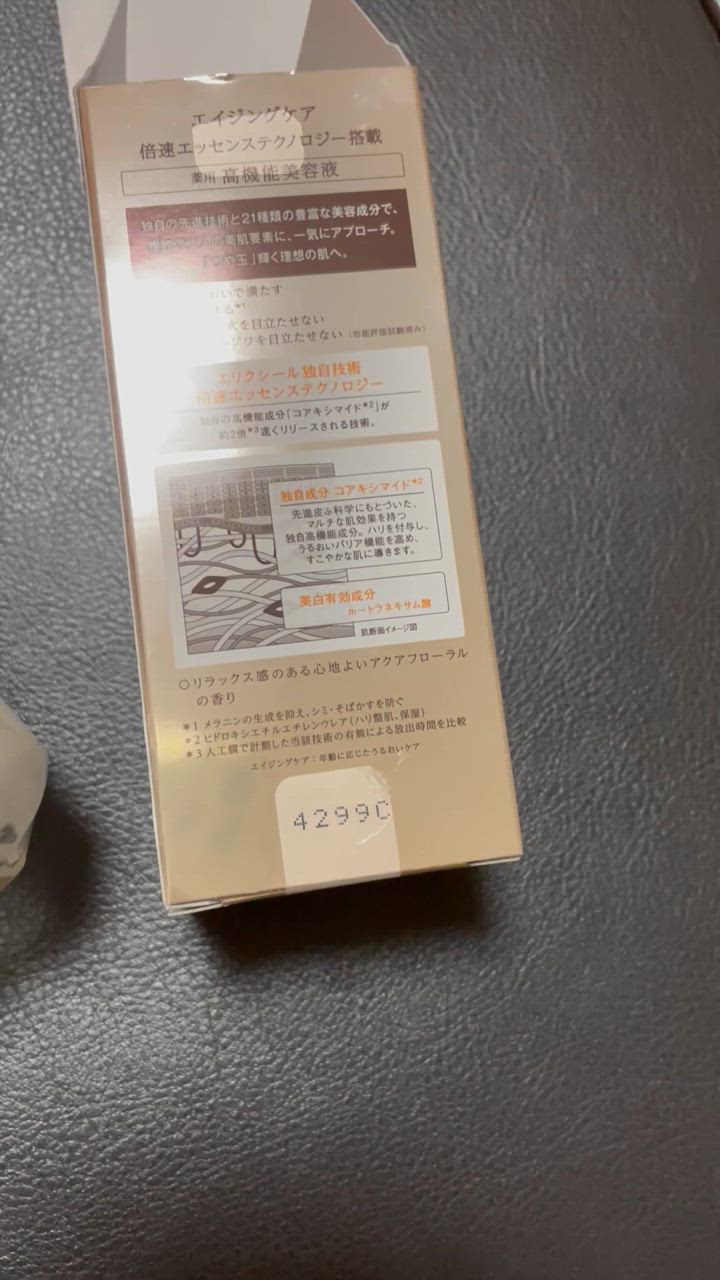 エイジングケア
倍速エッセンステクノロジー搭載
薬用 高機能美容液
独自の先進技術と21種類の豊富な美容成分で、
の美肌要素に、一気にアプローチ。
「つや玉」輝く理想の肌へ。
おいで満たす
る*1
を目立たせない
ジワを目立たせない（効能評価試験済み）
エリクシール独自技術
倍速エッセンステクノロジー
独自の高機能成分「コアキシマイド*2」が
約2倍*3速くリリースされる技術。
独自成分 コアキシマイド*2
先進皮ふ科学にもとづいた、
マルチな肌効果を持つ
独自高機能成分。ハリを付与し、
うるおいバリア機能を高め、
すこやかな肌に導きます。
美白有効成分
m－トラネキサム酸
肌断面イメージ図
○リラックス感のある心地よいアクアフローラル
の香り
*1 メラニンの生成を抑え、シミ・そばかすを防ぐ
*2 ヒドロキシエチルエチレンウレア（ハリ整肌、保湿）
*3 人工膜で計測した当該技術の有無による放出時間を比較
エイジングケア：年齢に応じたうるおいケア
4299C